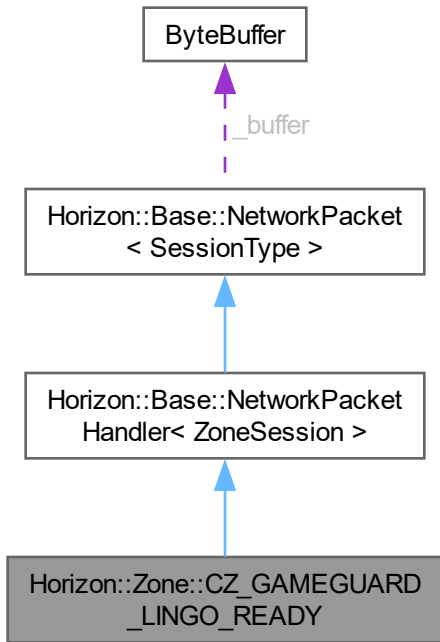 ByteBuffer
_buffer
Horizon::Base::NetworkPacket
< SessionType >
Horizon::Base::NetworkPacket
Handler< ZoneSession >
Horizon::Zone::CZ_GAMEGUARD
_LINGO_READY